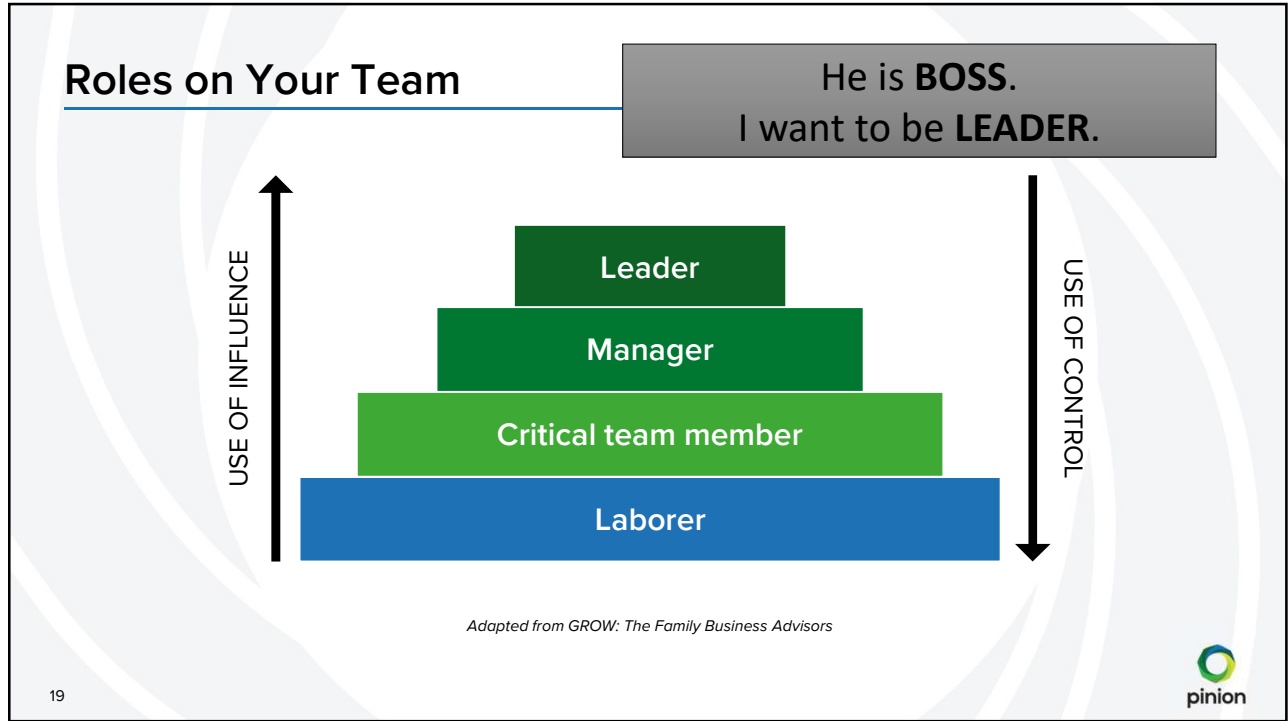 Roles on Your Team
He is BOSS.
I want to be LEADER.
USE OF INFLUENCE
Leader
Manager
Critical team member
Laborer
USE OF CONTROL
Adapted from GROW: The Family Business Advisors
19
pinion